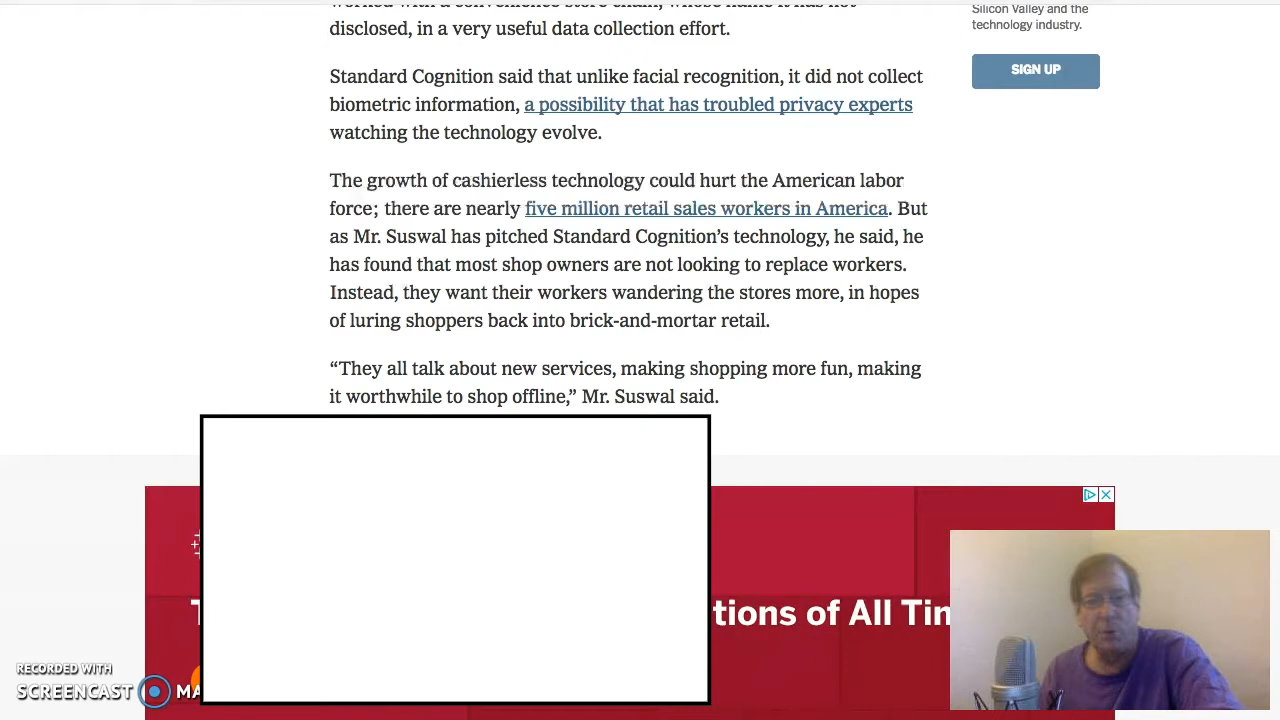 disclosed, in a very useful data collection effort.
Standard Cognition said that unlike facial recognition, it did not collect
biometric information, a possibility that has troubled privacy experts
watching the technology evolve.
The growth of cashierless technology could hurt the American labor
force; there are nearly five million retail sales workers in America. But
as Mr. Suswal has pitched Standard Cognition’s technology, he said, he
has found that most shop owners are not looking to replace workers.
Instead, they want their workers wandering the stores more, in hopes
of luring shoppers back into brick-and-mortar retail.
“They all talk about new services, making shopping more fun, making
it worthwhile to shop offline,” Mr. Suswal said.
Silicon Valley and the
technology industry.
SIGN UP
tions of All Tin
RECORDED WITH
SCREENCAST MA